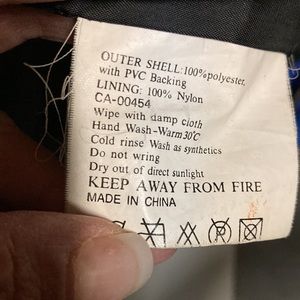 OUTER SHELL:100%polyester,
with PVC Backing
LINING: 100% Nylon
CA-00454
Wipe with damp cloth
Hand Wash-Warm30℃
Cold rinse Wash as synthetics
Do not wring
Dry out of direct sunlight
KEEP AWAY FROM FIRE
MADE IN CHINA